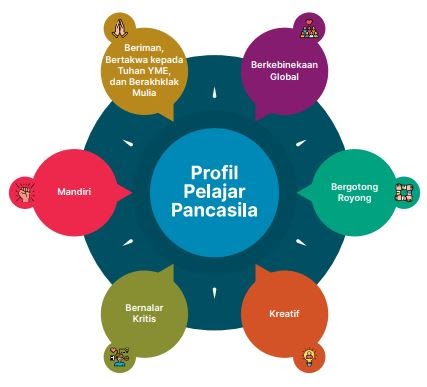 Beriman,
Bertakwa kepada
Tuhan YME,
dan Berakhklak
Mulia
Berkebinekaan
Global
Mandiri
Profil
Pelajar
Pancasila
Bergotong
Royong
Bernalar
Kritis
Kreatif